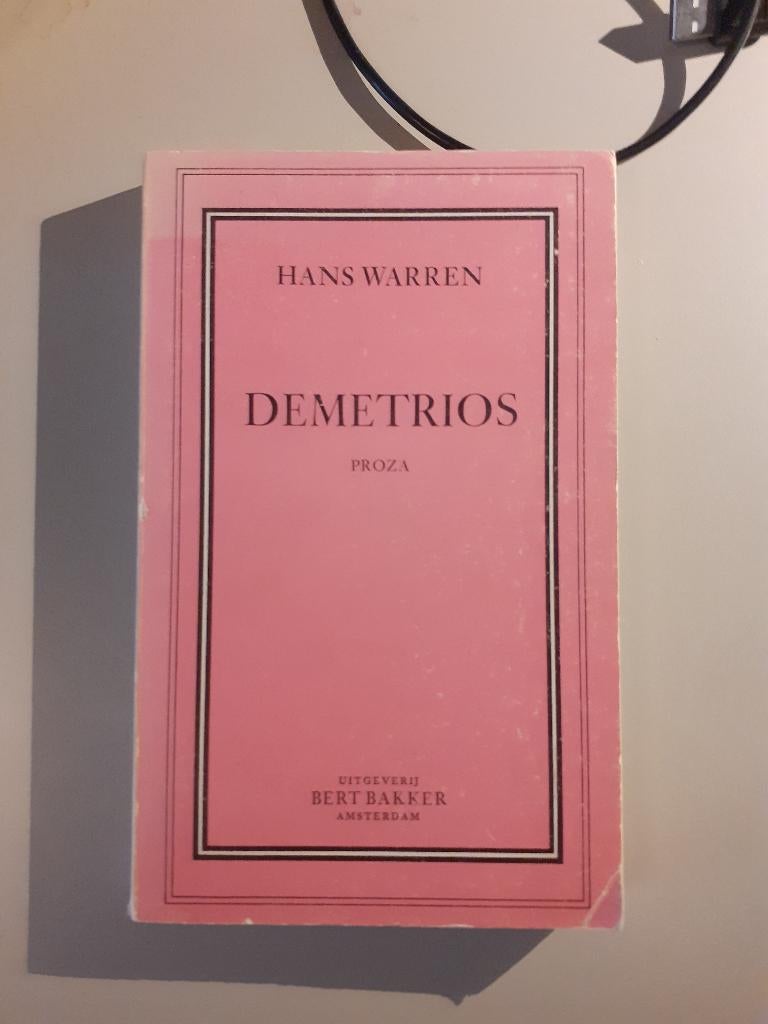 HANS WARREN
DEMETRIOS
PROZA
UITGEVERIJ
BERT BAKKER
AMSTERDAM